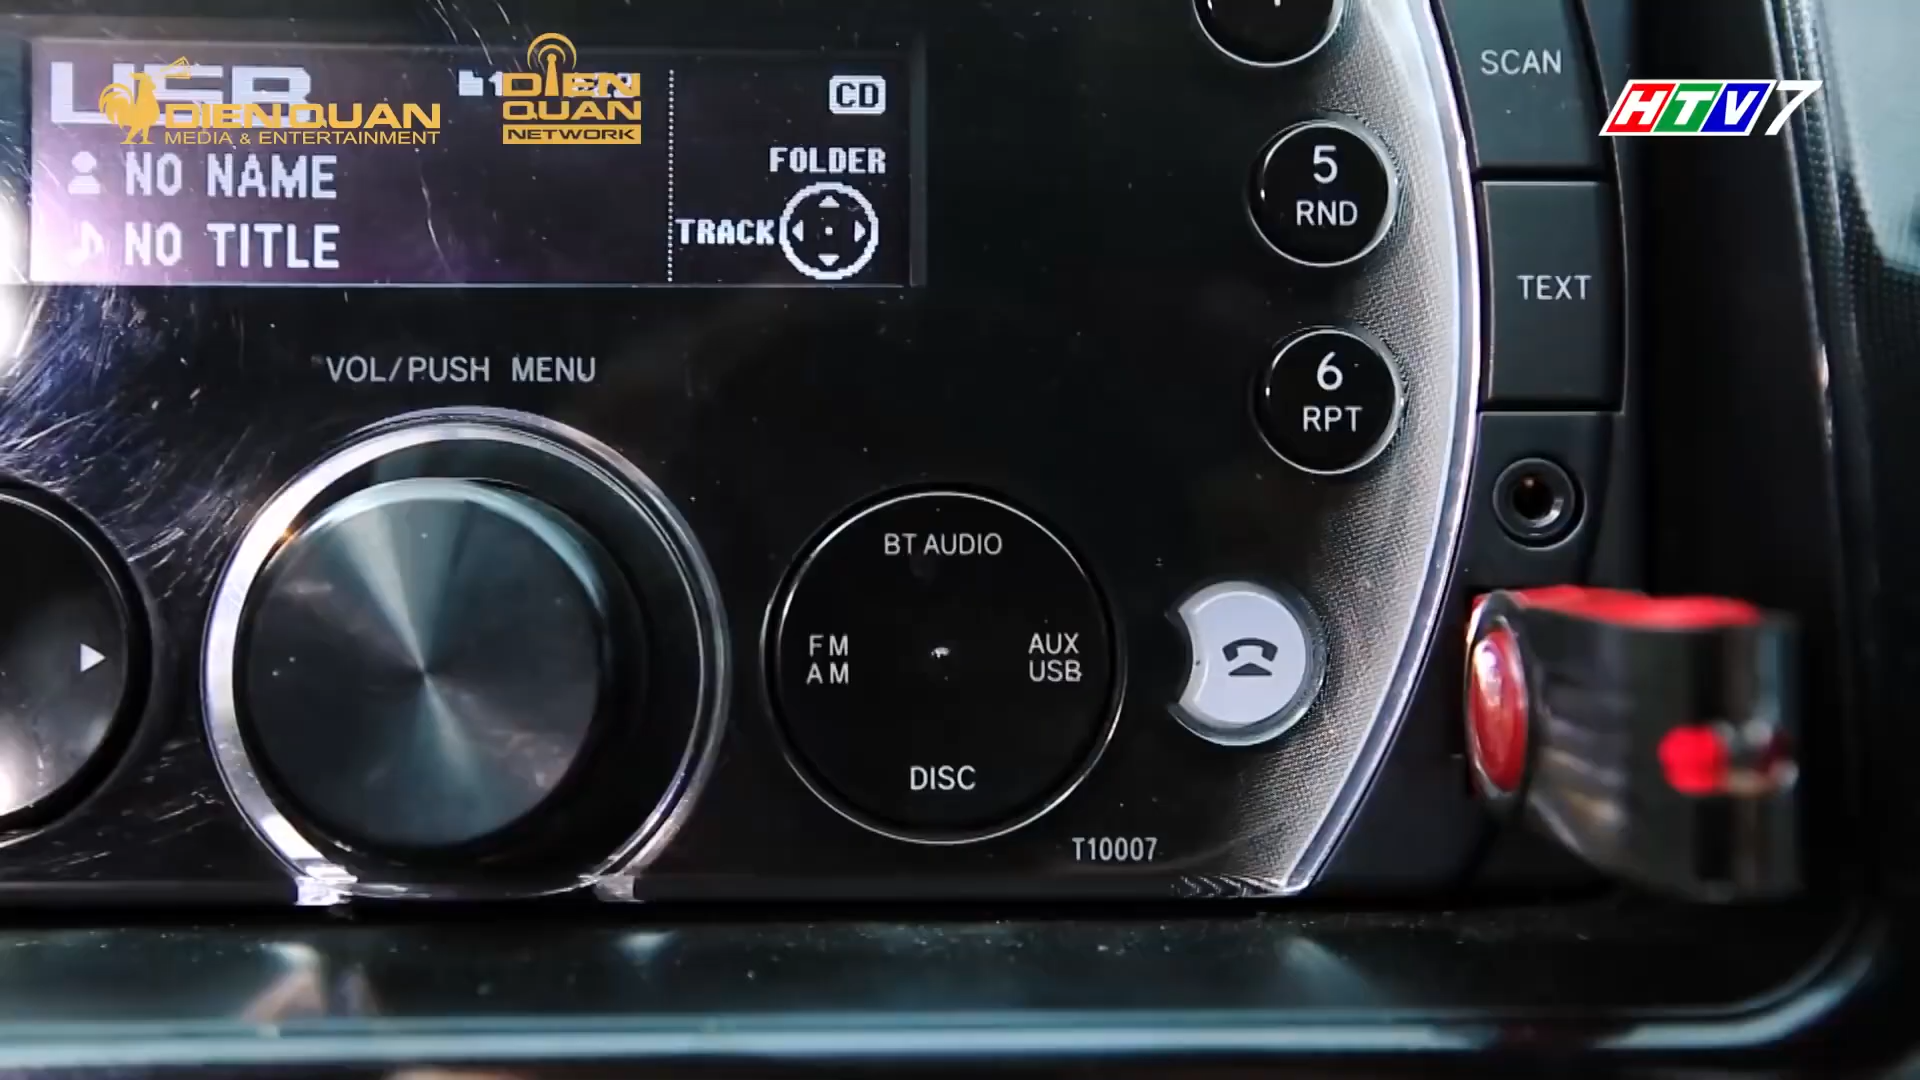 USB
DIEN QUAN
MEDIA & ENTERTAINMENT
DIEN
QUAN
NETWORK
CD
NO NAME
NO TITLE
FOLDER
TRACK
SCAN
HTV7
5
RND
TEXT
VOL/PUSH MENU
6
RPT
BT AUDIO
FM
AM
AUX
USB
DISC
T10007